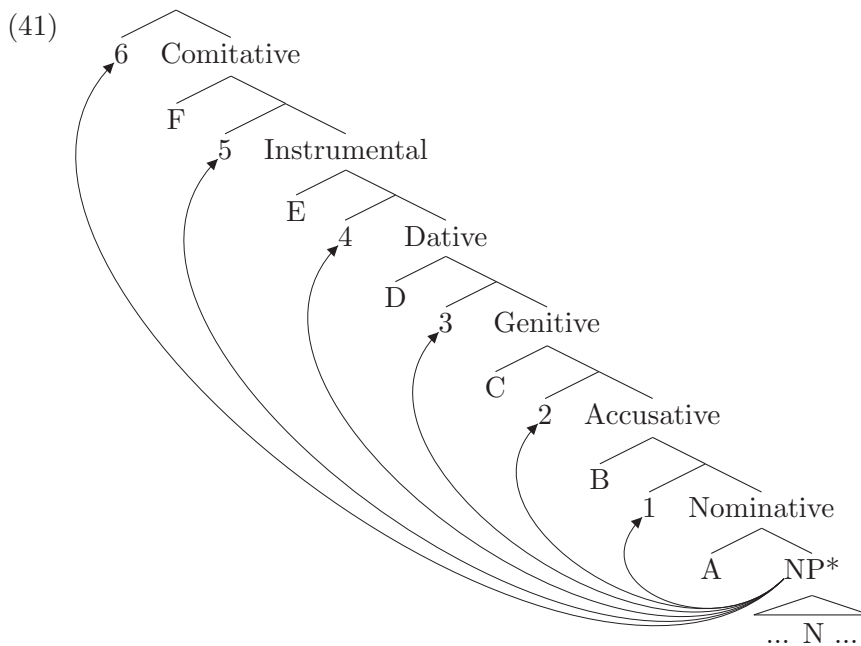 (41)
6 Comitative
F
5 Instrumental
E
4 Dative
D
3 Genitive
C
2 Accusative
B
1 Nominative
A NP*
... N ...